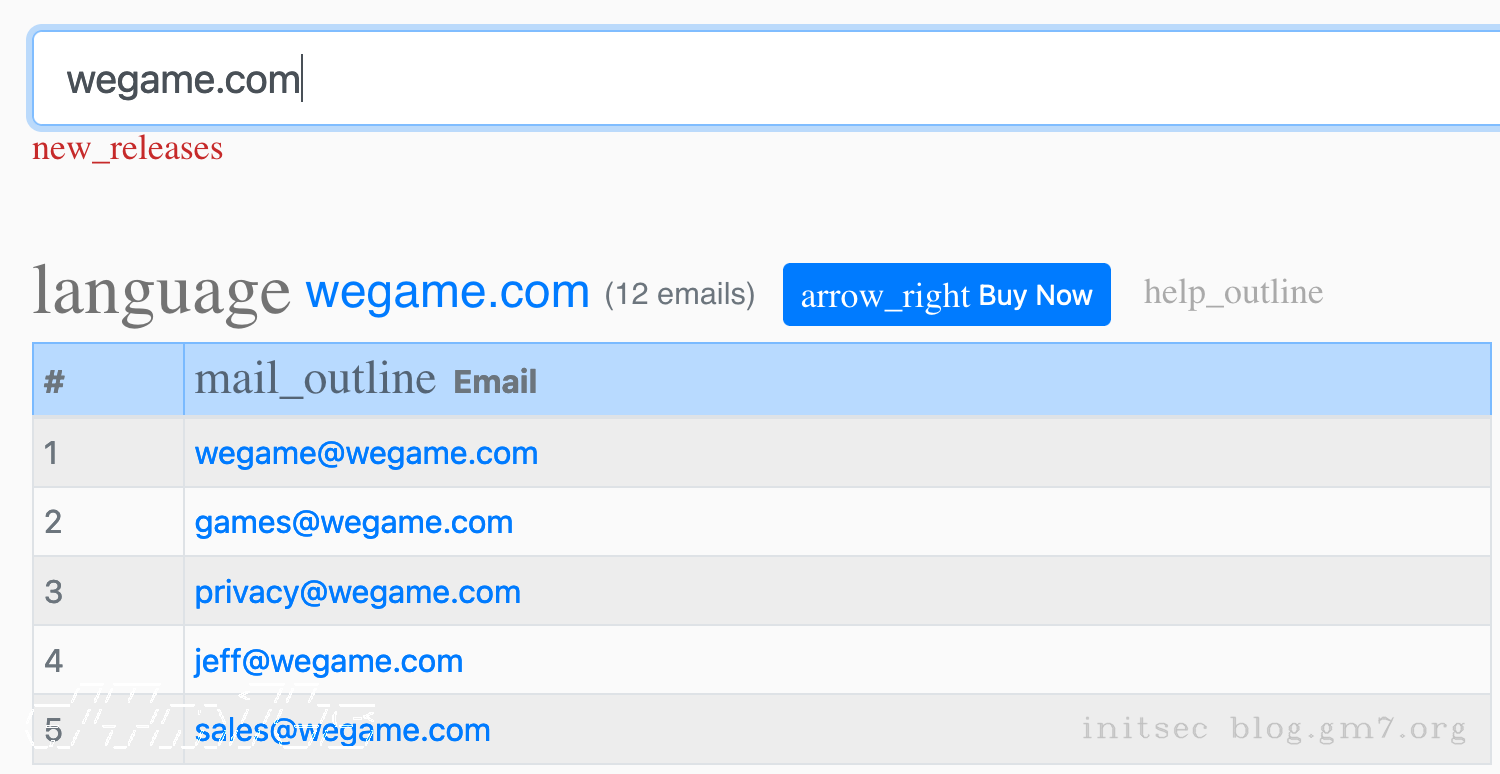 wegame.com
new_releases
language wegame.com (12 emails) arrow_right Buy Now help_outline
# mail_outline Email
1 wegame@wegame.com
2 games@wegame.com
3 privacy@wegame.com
4 jeff@wegame.com
5 sales@wegame.com
initsec blog.gm7.org